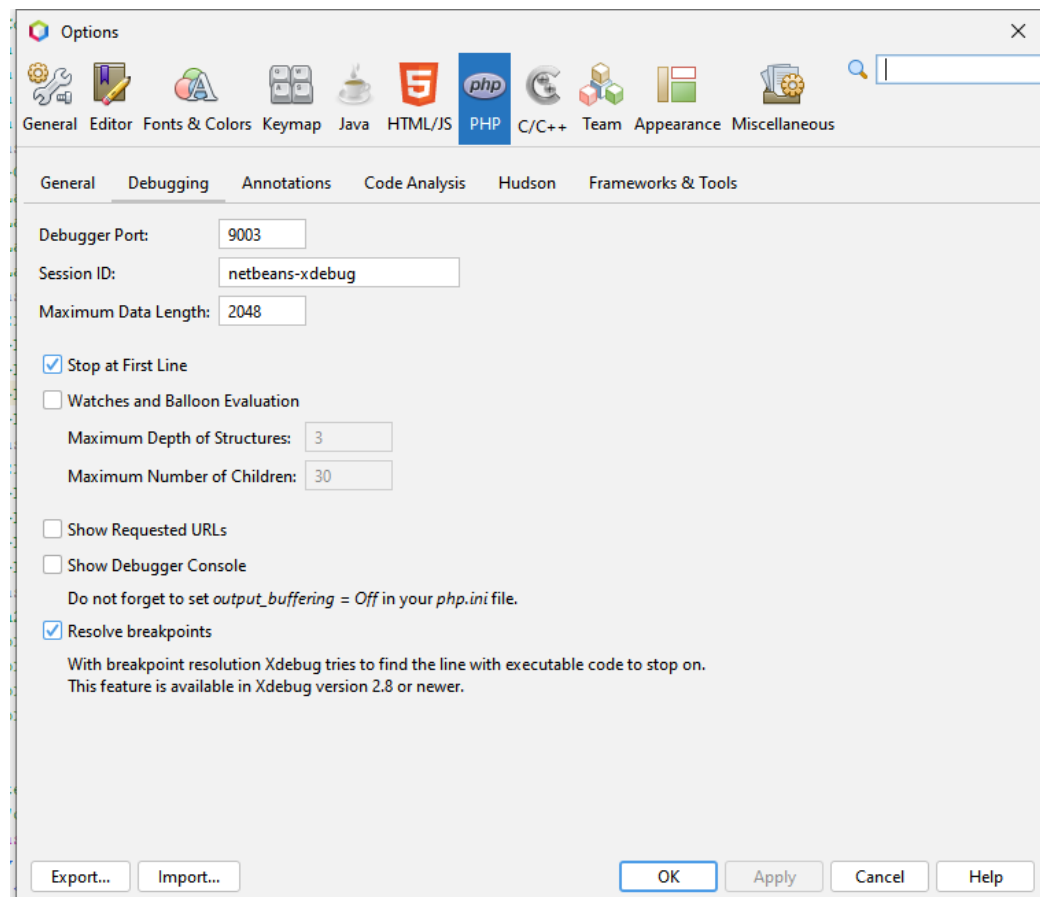 Options
php
General Editor Fonts & Colors Keymap Java HTML/JS PHP C/C++ Team Appearance Miscellaneous
General Debugging Annotations Code Analysis Hudson Frameworks & Tools
Debugger Port: 9003
Session ID: netbeans-xdebug
Maximum Data Length: 2048
Stop at First Line
Watches and Balloon Evaluation
Maximum Depth of Structures: 3
Maximum Number of Children: 30
Show Requested URLs
Show Debugger Console
Do not forget to set output_buffering = Off in your php.ini file.
Resolve breakpoints
With breakpoint resolution Xdebug tries to find the line with executable code to stop on.
This feature is available in Xdebug version 2.8 or newer.
Export... Import... OK Apply Cancel Help